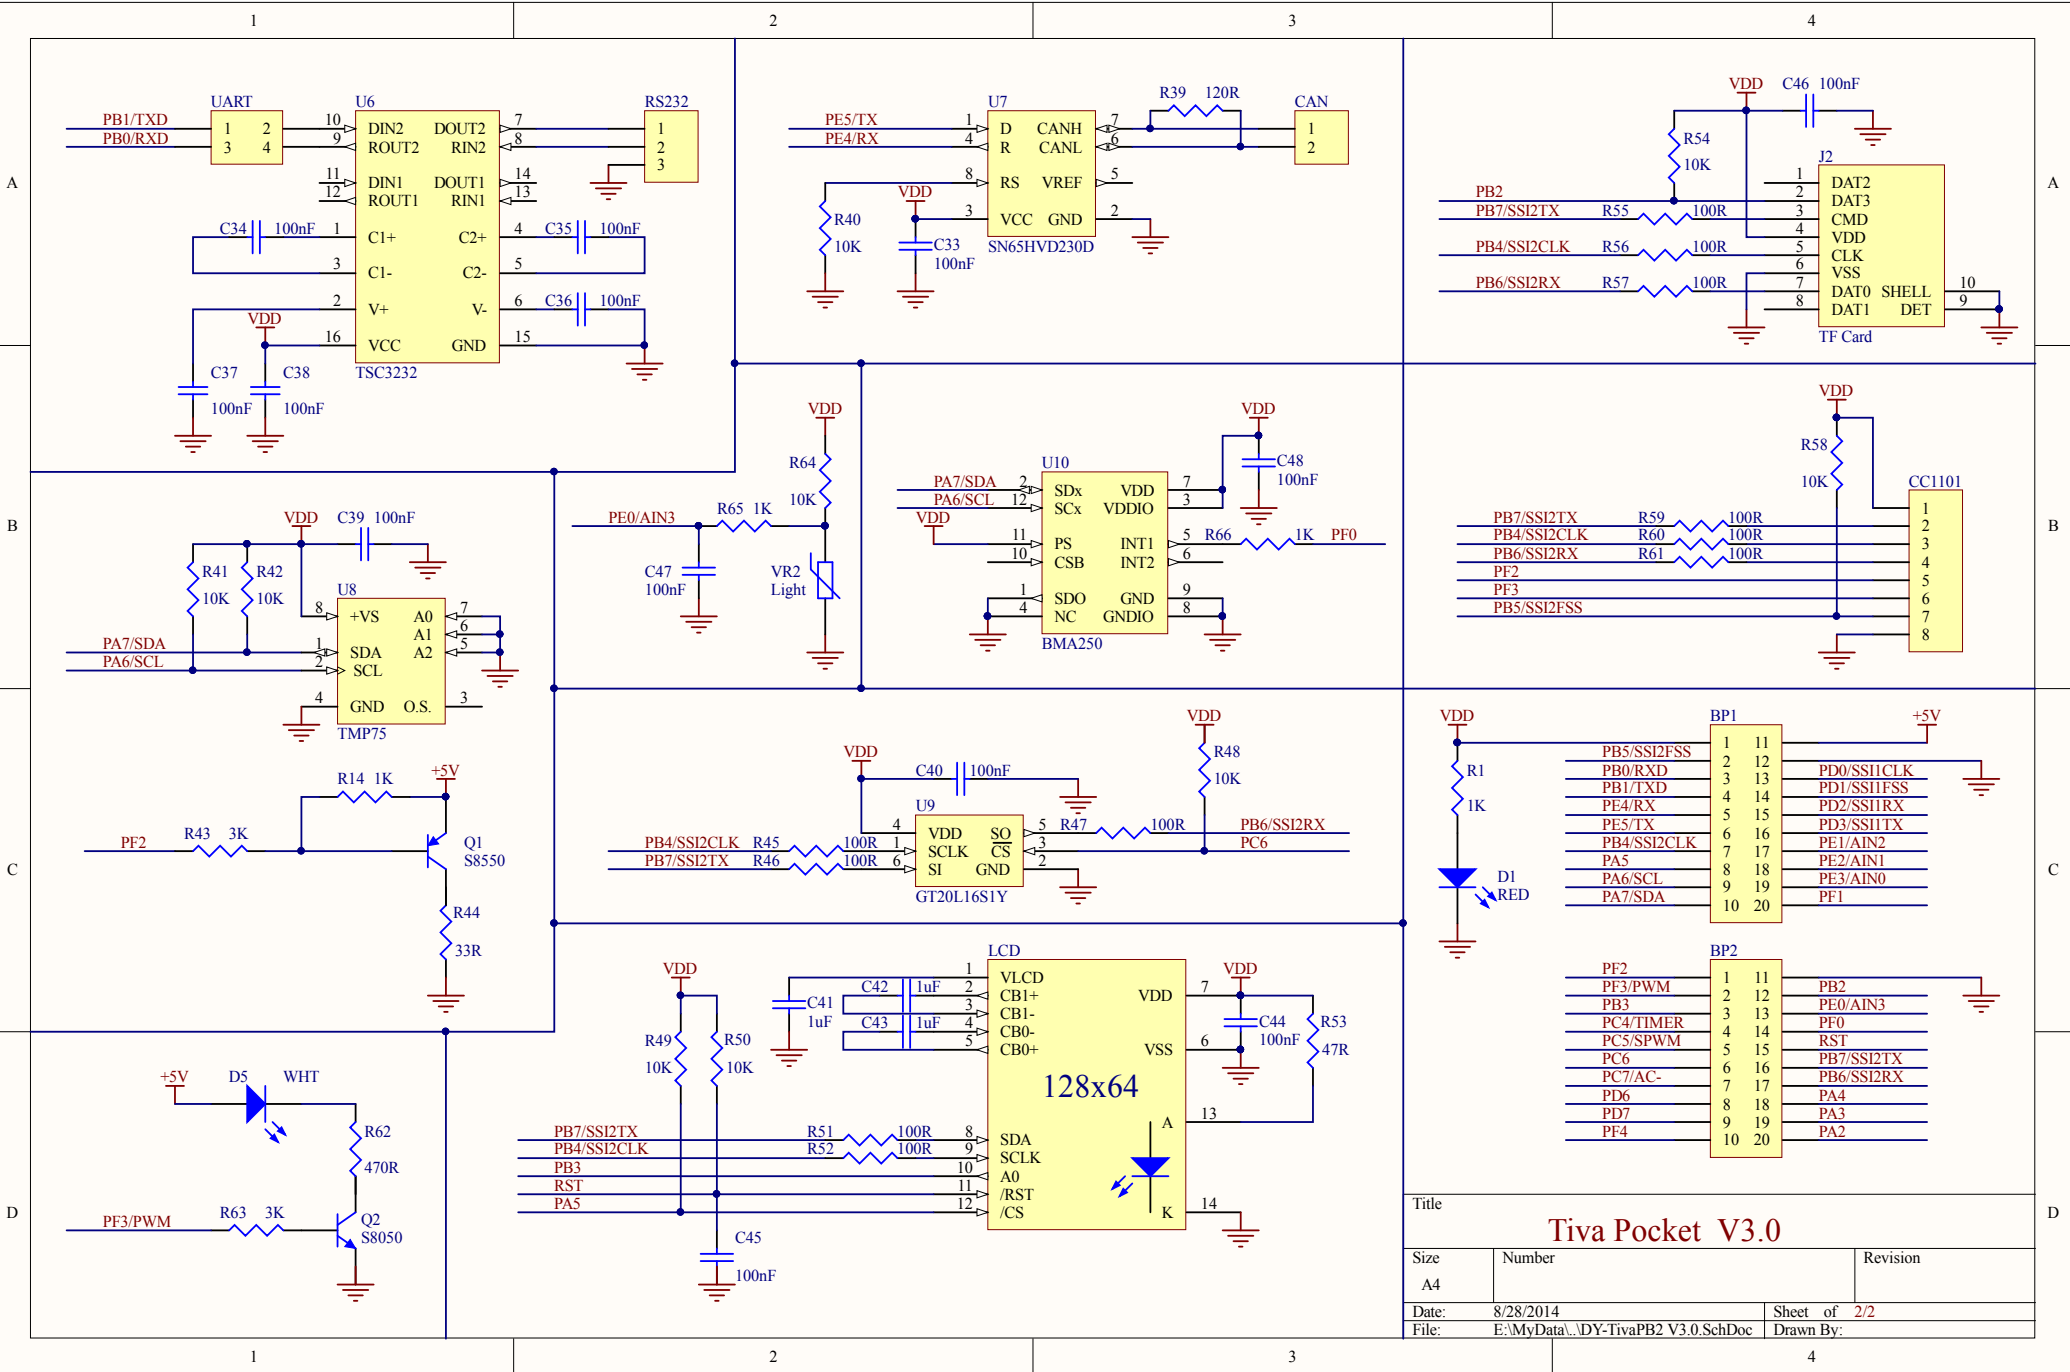 1 2 3 4
A B C D
UART
PB1/TXD
PB0/RXD
1 2
3 4
U6
10 DIN2 DOUT2 7
9 ROUT2 RIN2 8
11 DIN1 DOUT1 14
12 ROUT1 RIN1 13
1 C1+ C2+ 4
3 C1- C2- 5
2 V+ V- 6
16 VCC GND 15
TSC3232
C34 100nF
C35 100nF
C36 100nF
VDD
C37 100nF
C38 100nF
RS232
1
2
3
U7
PE5/TX 1 D CANH 7
PE4/RX 4 R CANL 6
8 RS VREF 5
VDD 3 VCC GND 2
SN65HVD230D
R40 10K
C33 100nF
R39 120R
CAN
1
2
VDD
C46 100nF
R54 10K
J2
1 DAT2
PB2 2 DAT3
PB7/SSI2TX R55 100R 3 CMD
4 VDD
PB4/SSI2CLK R56 100R 5 CLK
6 VSS
PB6/SSI2RX R57 100R 7 DAT0 SHELL 10
8 DAT1 DET 9
TF Card
VDD
C39 100nF
R41 10K
R42 10K
U8
8 +VS A0 7
A1 6
PA7/SDA 1 SDA A2 5
PA6/SCL 2 SCL
4 GND O.S. 3
TMP75
VDD
R64 10K
PE0/AIN3 R65 1K
C47 100nF
VR2 Light
VDD
C48 100nF
U10
PA7/SDA 2 SDx VDD 7
PA6/SCL 12 SCx VDDIO 3
VDD
11 PS INT1 5 R66 1K PF0
10 CSB INT2 6
1 SDO GND 9
4 NC GNDIO 8
BMA250
VDD
R58 10K
CC1101
1
PB7/SSI2TX R59 100R 2
PB4/SSI2CLK R60 100R 3
PB6/SSI2RX R61 100R 4
PF2 5
PF3 6
PB5/SSI2FSS 7
8
R14 1K
+5V
PF2 R43 3K
Q1 S8550
R44 33R
VDD
C40 100nF
VDD
R48 10K
U9
4 VDD SO 5 R47 100R PB6/SSI2RX
PB4/SSI2CLK R45 100R 1 SCLK CS 3 PC6
PB7/SSI2TX R46 100R 6 SI GND 2
GT20L16S1Y
VDD
R1 1K
D1 RED
BP1
1 11 +5V
PB5/SSI2FSS 2 12
PB0/RXD 3 13 PD0/SSI1CLK
PB1/TXD 4 14 PD1/SSI1FSS
PE4/RX 5 15 PD2/SSI1RX
PE5/TX 6 16 PD3/SSI1TX
PB4/SSI2CLK 7 17 PE1/AIN2
PA5 8 18 PE2/AIN1
PA6/SCL 9 19 PE3/AIN0
PA7/SDA 10 20 PF1
BP2
PF2 1 11
PF3/PWM 2 12 PB2
PB3 3 13 PE0/AIN3
PC4/TIMER 4 14 PF0
PC5/SPWM 5 15 RST
PC6 6 16 PB7/SSI2TX
PC7/AC- 7 17 PB6/SSI2RX
PD6 8 18 PA4
PD7 9 19 PA3
PF4 10 20 PA2
+5V D5 WHT
R62 470R
PF3/PWM R63 3K
Q2 S8050
VDD
R49 10K
R50 10K
C41 1uF
C42 1uF
C43 1uF
LCD
1 VLCD
2 CB1+ VDD 7
3 CB1-
4 CB0-
5 CB0+ VSS 6
128x64
A 13
PB7/SSI2TX R51 100R 8 SDA
PB4/SSI2CLK R52 100R 9 SCLK
PB3 10 A0
RST 11 /RST
PA5 12 /CS K 14
C45 100nF
VDD
C44 100nF
R53 47R
Title
Tiva Pocket V3.0
Size Number Revision
A4
Date: 8/28/2014 Sheet of 2/2
File: E:\MyData\..\DY-TivaPB2 V3.0.SchDoc Drawn By:
A B C D
1 2 3 4